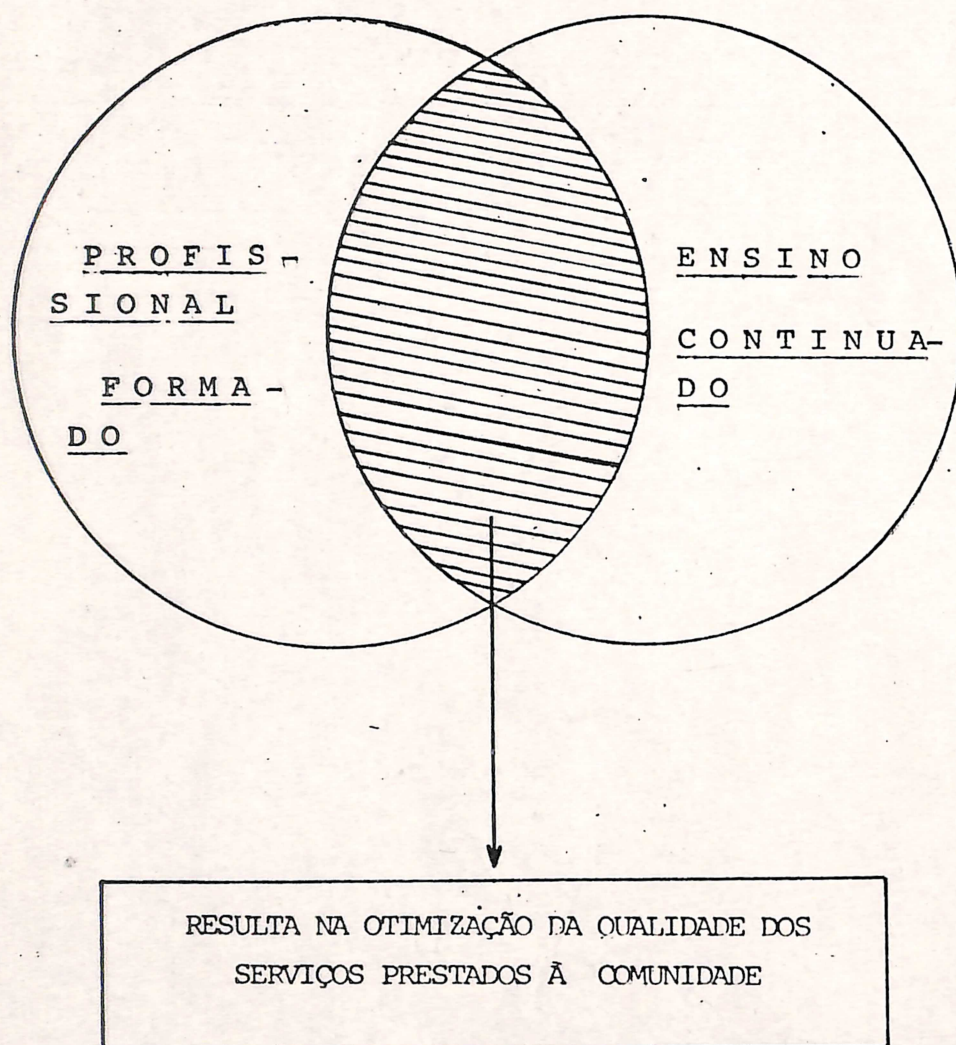 PROFIS-
SIONAL
FORMA-
DO
ENSINO
CONTINUA-
DO
RESULTA NA OTIMIZAÇÃO DA QUALIDADE DOS
SERVIÇOS PRESTADOS À COMUNIDADE